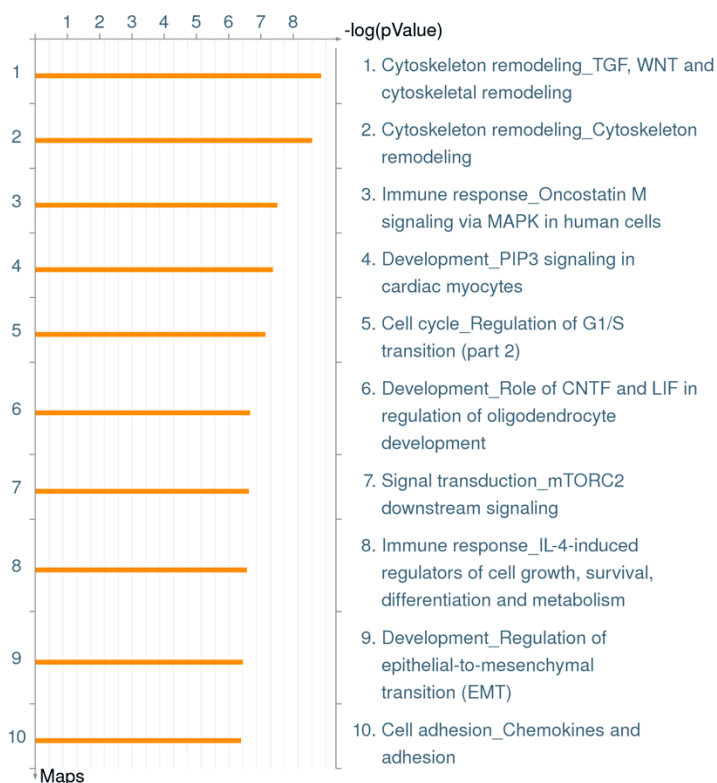 1 2 3 4 5 6 7 8
-log(pValue)
1
2
3
4
5
6
7
8
9
10
Maps
1. Cytoskeleton remodeling_TGF, WNT and
cytoskeletal remodeling
2. Cytoskeleton remodeling_Cytoskeleton
remodeling
3. Immune response_Oncostatin M
signaling via MAPK in human cells
4. Development_PIP3 signaling in
cardiac myocytes
5. Cell cycle_Regulation of G1/S
transition (part 2)
6. Development_Role of CNTF and LIF in
regulation of oligodendrocyte
development
7. Signal transduction_mTORC2
downstream signaling
8. Immune response_IL-4-induced
regulators of cell growth, survival,
differentiation and metabolism
9. Development_Regulation of
epithelial-to-mesenchymal
transition (EMT)
10. Cell adhesion_Chemokines and
adhesion